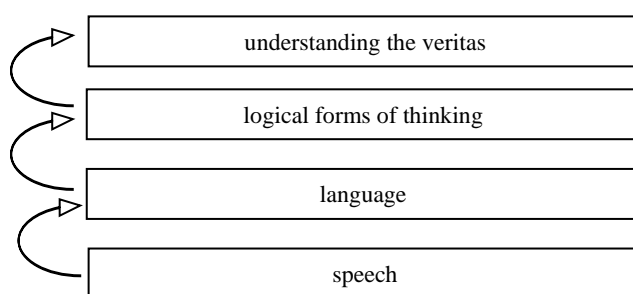 understanding the veritas
logical forms of thinking
language
speech